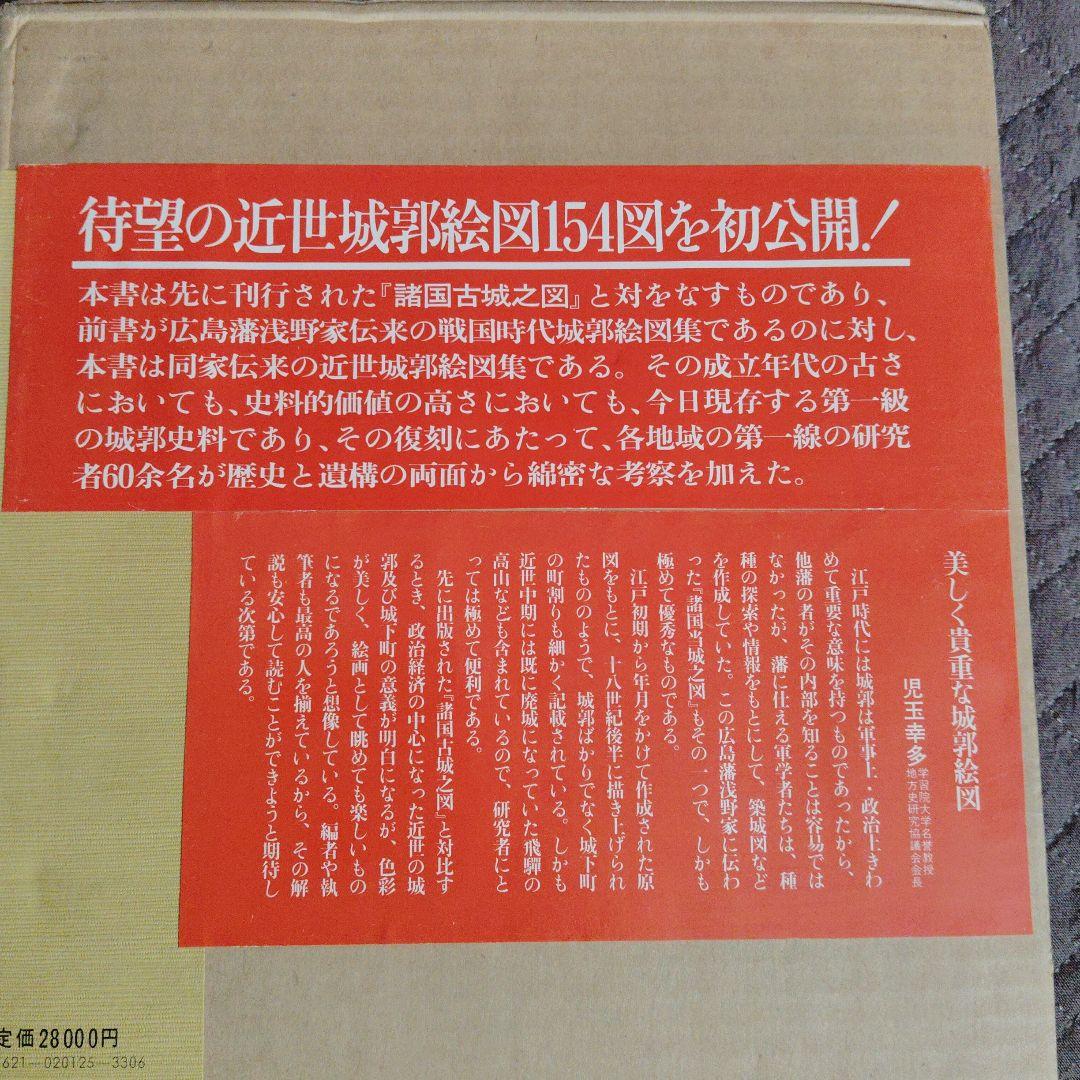 待望の近世城郭絵図154図を初公開!
本書は先に刊行された『諸国古城之図』と対をなすものであり、
前書が広島藩浅野家伝来の戦国時代城郭絵図集であるのに対し、
本書は同家伝来の近世城郭絵図集である。その成立年代の古さ
においても、史料的価値の高さにおいても、今日現存する第一級
の城郭史料であり、その復刻にあたって、各地域の第一線の研究
者60余名が歴史と遺構の両面から綿密な考察を加えた。
美しく貴重な城郭絵図
児玉幸多
学習院大学名誉教授
地方史研究協議会会長
江戸時代には城郭は軍事上・政治上きわ
めて重要な意味を持つものであったから、
他藩の者がその内部を知ることは容易では
なかったが、藩に仕える軍学者たちは、種
種の探索や情報をもとにして、築城図など
を作成していた。この広島藩浅野家に伝わ
った『諸国当城之図』もその一つで、しかも
極めて優秀なものである。
江戸初期から年月をかけて作成された原
図をもとに、十八世紀後半に描き上げられ
たもののようで、城郭ばかりでなく城下町
の町割りも細かく記載されている。しかも
近世中期には既に廃城になっていた飛驒の
高山なども含まれているので、研究者にと
っては極めて便利である。
先に出版された『諸国古城之図』と対比す
るとき、政治経済の中心になった近世の城
郭及び城下町の意義が明白になるが、色彩
が美しく、絵画として眺めても楽しいもの
になるであろうと想像している。編者や執
筆者も最高の人を揃えているから、その解
説も安心して読むことができようと期待し
ている次第である。
定価28000円
621—020125—3306